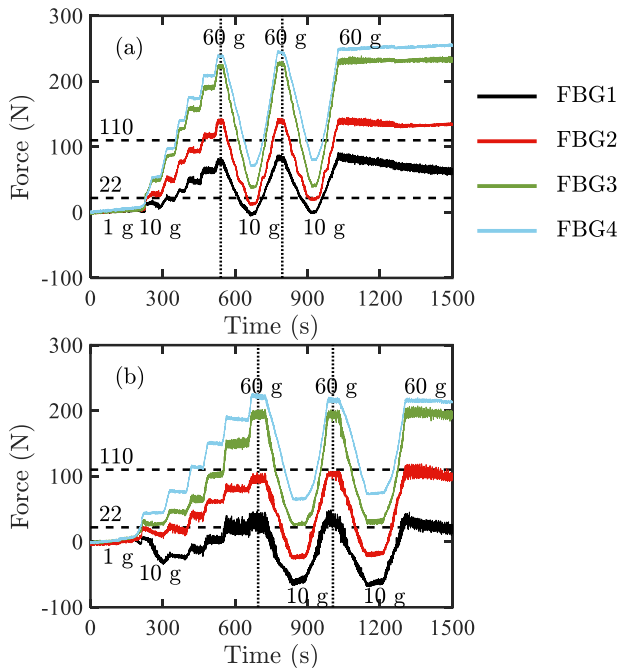 300
(a)
60 g 60 g 60 g
FBG1
200
FBG2
110
100
FBG3
22
FBG4
0
1 g 10 g 10 g 10 g
-100
0 300 600 900 1200 1500
Force (N)
Time (s)
300
(b)
60 g 60 g 60 g
200
110
100
22
0
1 g
10 g 10 g 10 g
-100
0 300 600 900 1200 1500
Force (N)
Time (s)